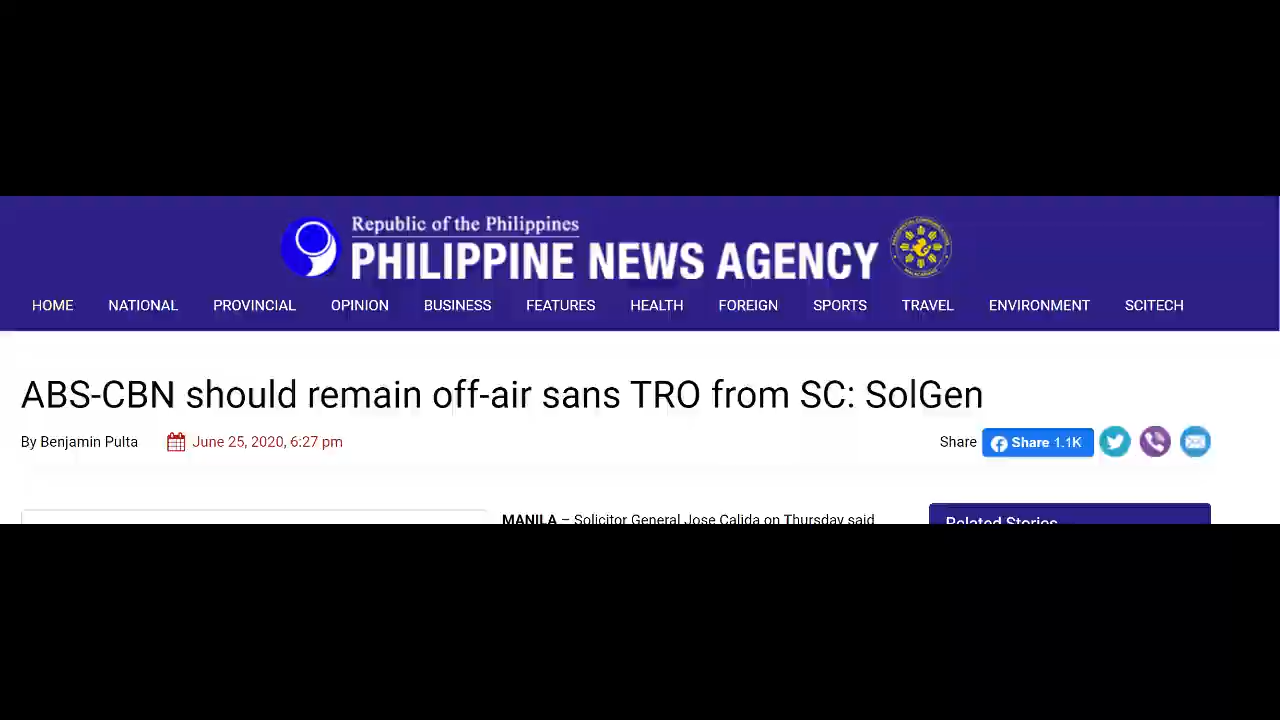 Republic of the Philippines
PHILIPPINE NEWS AGENCY
HOME NATIONAL PROVINCIAL OPINION BUSINESS FEATURES HEALTH FOREIGN SPORTS TRAVEL ENVIRONMENT SCITECH
ABS-CBN should remain off-air sans TRO from SC: SolGen
By Benjamin Pulta June 25, 2020, 6:27 pm Share Share 1.1K
MANILA – Solicitor General Jose Calida on Thursday said Related Stories